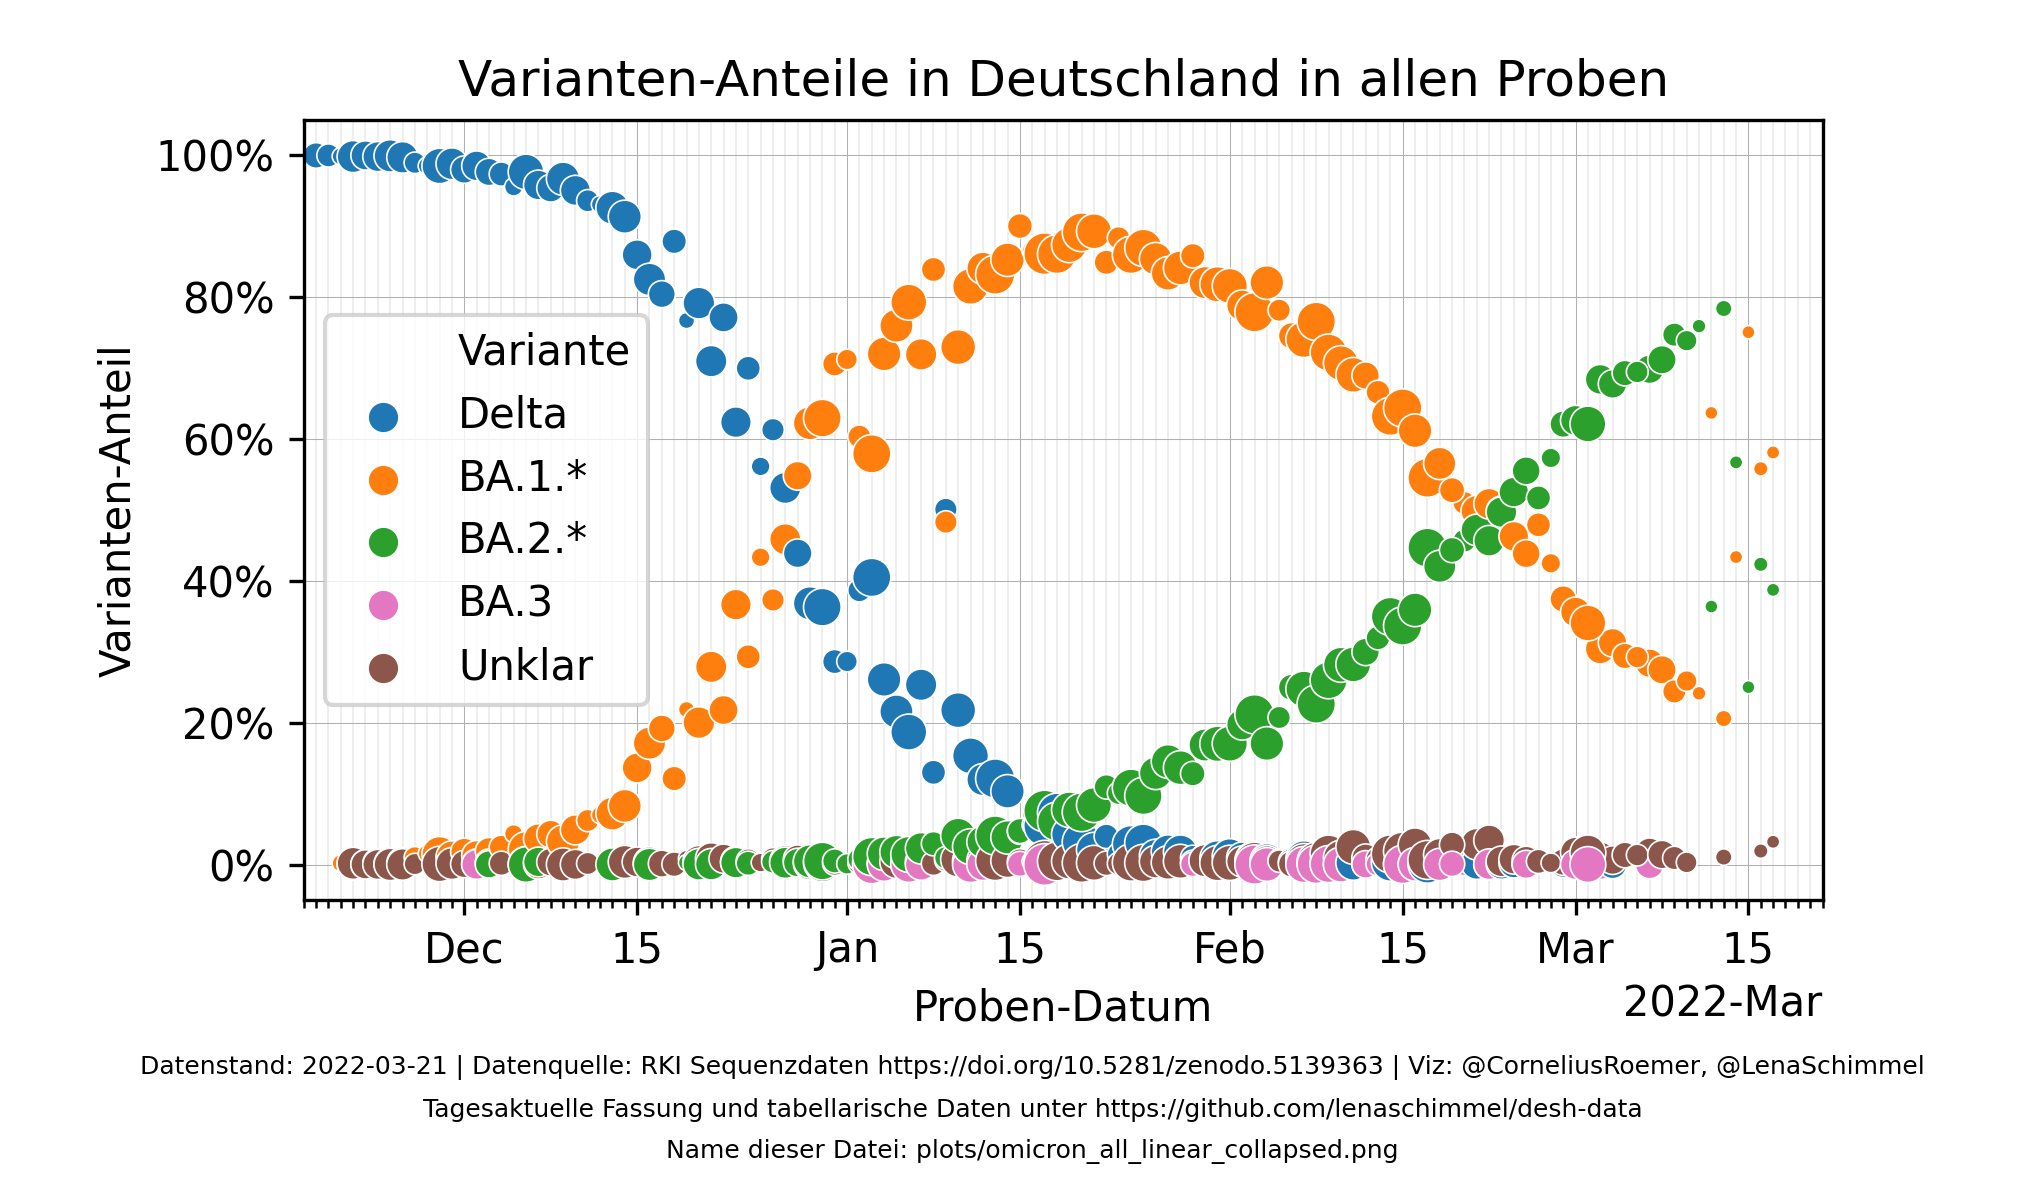 Varianten-Anteile in Deutschland in allen Proben
100%
80%
60%
40%
20%
0%
Varianten-Anteil
Variante
Delta
BA.1.*
BA.2.*
BA.3
Unklar
Dec 15 Jan 15 Feb 15 Mar 15
Proben-Datum
2022-Mar
Datenstand: 2022-03-21 | Datenquelle: RKI Sequenzdaten https://doi.org/10.5281/zenodo.5139363 | Viz: @CorneliusRoemer, @LenaSchimmel
Tagesaktuelle Fassung und tabellarische Daten unter https://github.com/lenaschimmel/desh-data
Name dieser Datei: plots/omicron_all_linear_collapsed.png